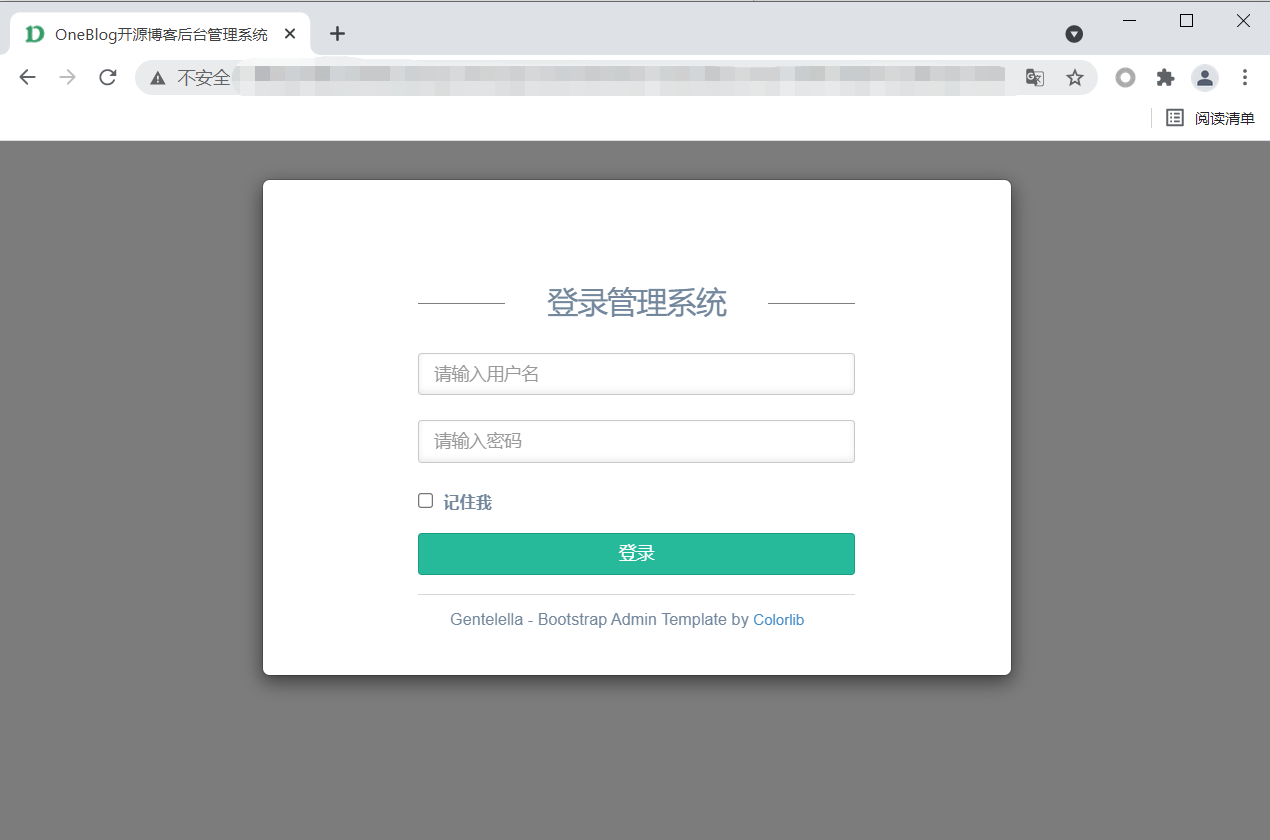 OneBlog开源博客后台管理系统
不安全
阅读清单
登录管理系统
请输入用户名
请输入密码
记住我
登录
Gentelella - Bootstrap Admin Template by Colorlib